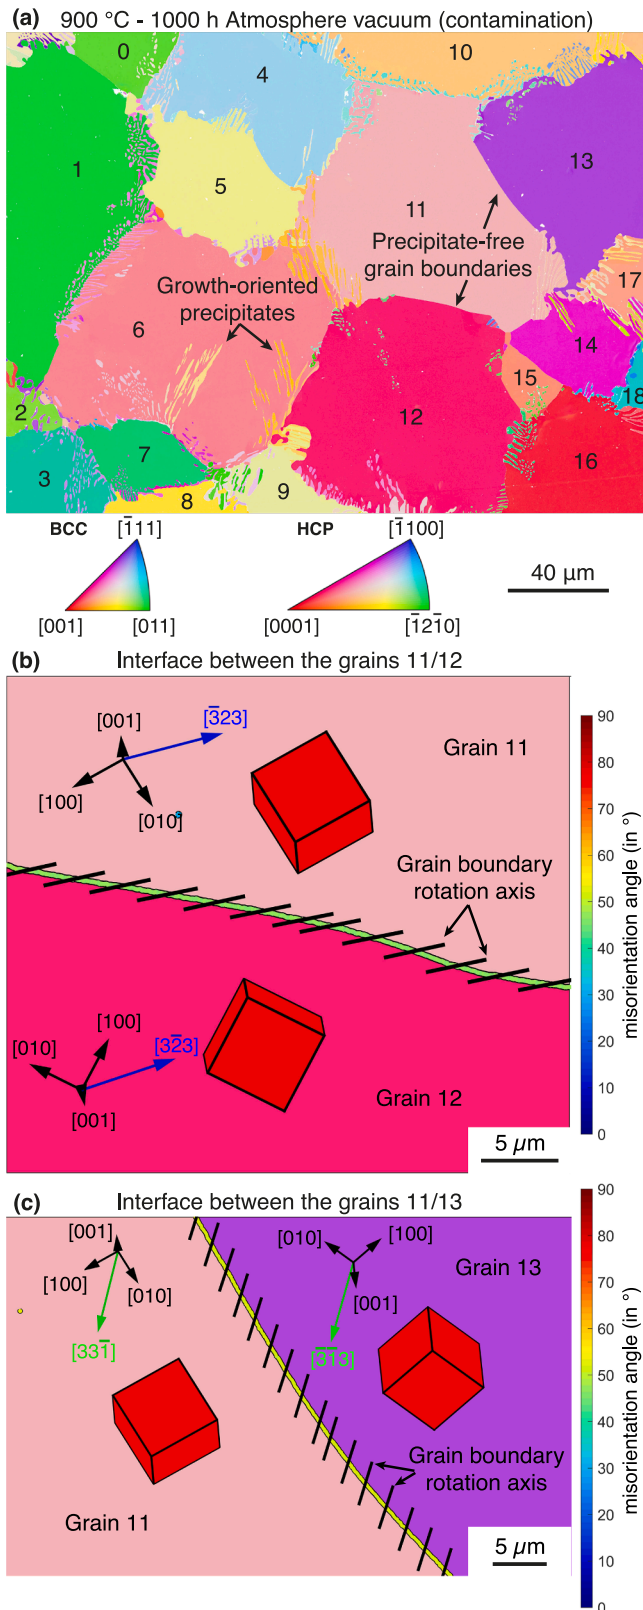 (a) 900 °C - 1000 h Atmosphere vacuum (contamination)
0
10
4
1
13
5
11
Precipitate-free
grain boundaries
17
Growth-oriented
precipitates
6
14
15
18
2
12
7
16
3
8
9
BCC [1̅11] HCP [1̅100]
40 µm
[001] [011] [0001] [1̅21̅0]
(b) Interface between the grains 11/12
[001] [3̅23]
Grain 11
[100]
[010]
Grain boundary
rotation axis
[100]
[010] [32̅3]
[001]
Grain 12
5 µm
90
80
70
60
50
40
30
20
10
0
misorientation angle (in °)
(c) Interface between the grains 11/13
[001]
[100] [010]
[331̅]
[010] [100]
Grain 13
[001]
[3̅1̅3]
Grain boundary
rotation axis
Grain 11
5 µm
90
80
70
60
50
40
30
20
10
0
misorientation angle (in °)